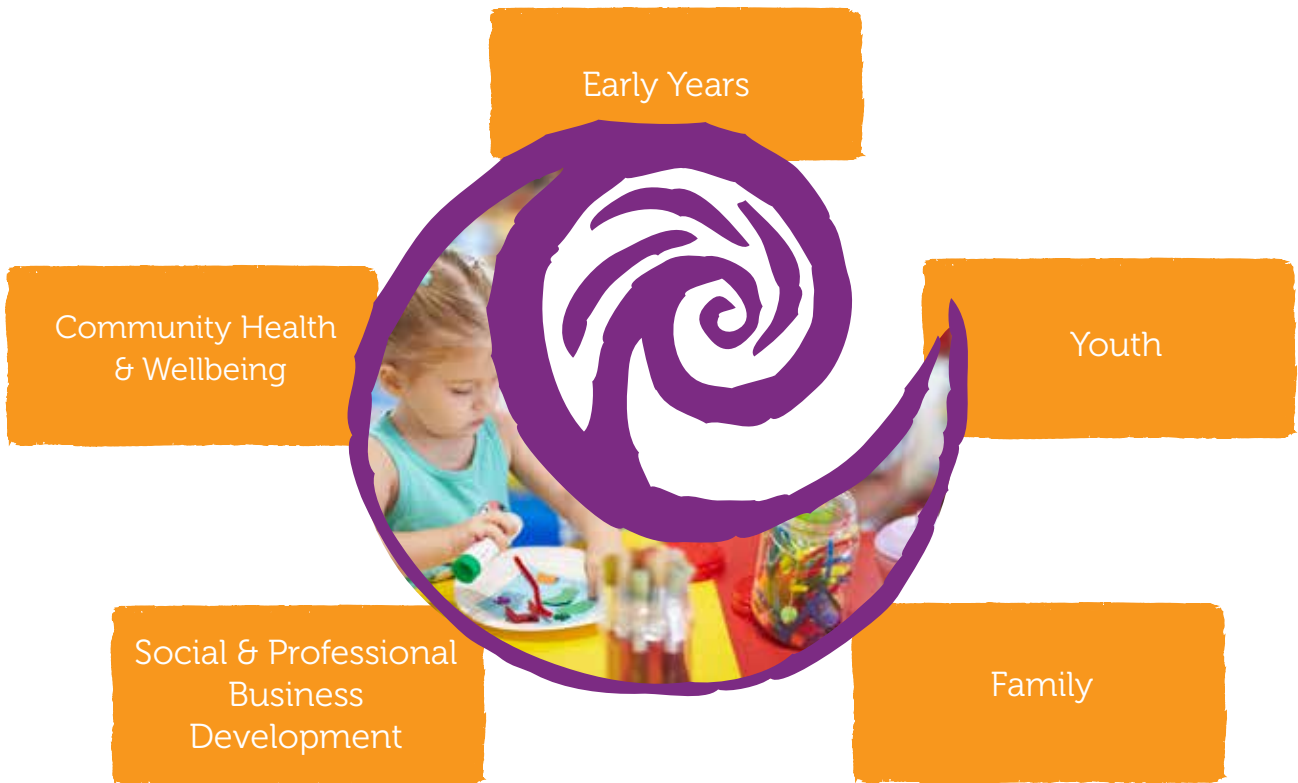 Early Years
Community Health
& Wellbeing
Youth
Social & Professional
Business
Development
Family